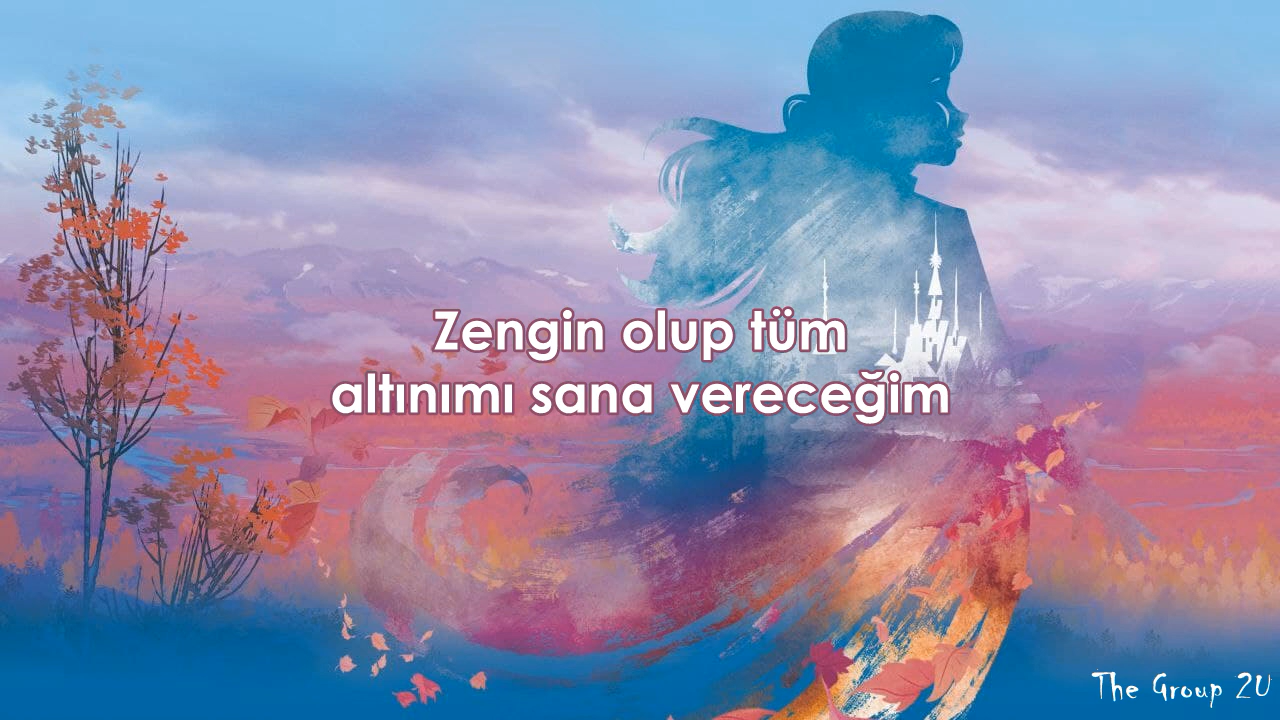 Zengin olup tüm
altınımı sana vereceğim
The Group 2U